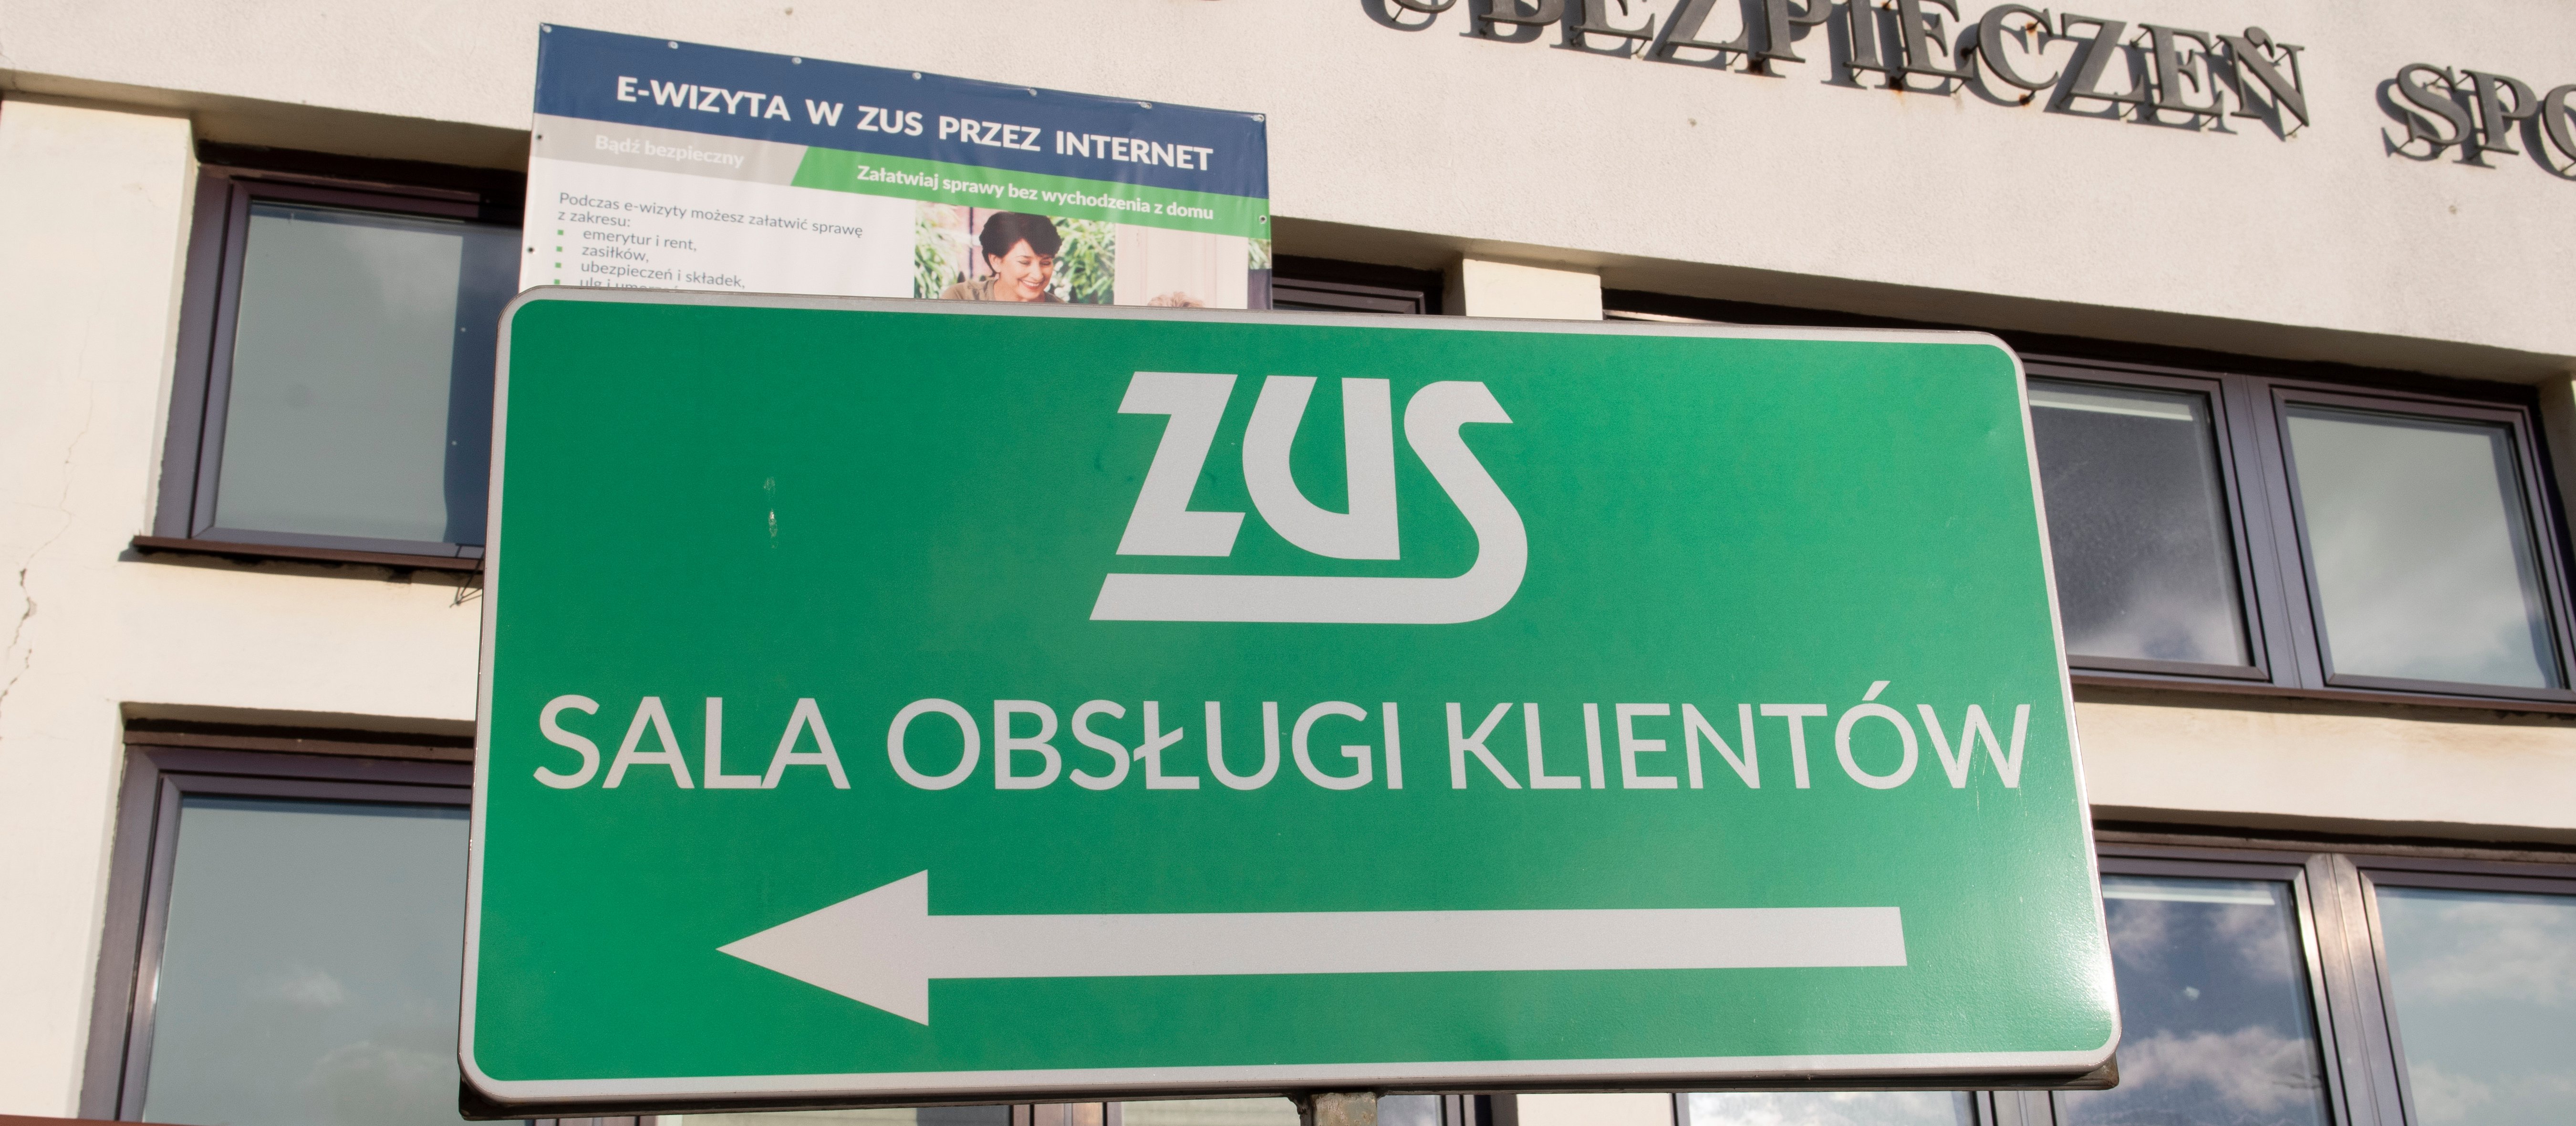 UBEZPIECZEŃ
E-WIZYTA W ZUS PRZEZ INTERNET
Bądź bezpieczny
Załatwiaj sprawy bez wychodzenia z domu
Podczas e-wizyty możesz załatwić sprawę
z zakresu:
emerytur i rent,
zasiłków,
ubezpieczeń i składek,
ZUS
SALA OBSŁUGI KLIENTÓW